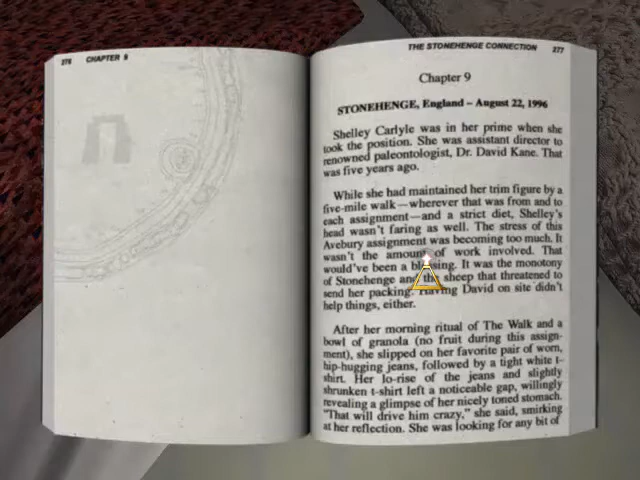 276 CHAPTER 9
THE STONEHENGE CONNECTION 277
Chapter 9
STONEHENGE, England – August 22, 1996
Shelley Carlyle was in her prime when she
took the position. She was assistant director to
renowned paleontologist, Dr. David Kane. That
was five years ago.
While she had maintained her trim figure by a
five-mile walk—wherever that was from and to
each assignment—and a strict diet, Shelley's
head wasn't faring as well. The stress of this
Avebury assignment was becoming too much. It
wasn't the amount of work involved. That
would've been a blessing. It was the monotony
of Stonehenge and the sheep that threatened to
send her packing. Having David on site didn't
help things, either.
After her morning ritual of The Walk and a
bowl of granola (no fruit during this assign-
ment), she slipped on her favorite pair of worn,
hip-hugging jeans, followed by a tight white t-
shirt. Her lo-rise of the jeans and slightly
shrunken t-shirt left a noticeable gap, willingly
revealing a glimpse of her nicely toned stomach.
"That will drive him crazy," she said, smirking
at her reflection. She was looking for any bit of